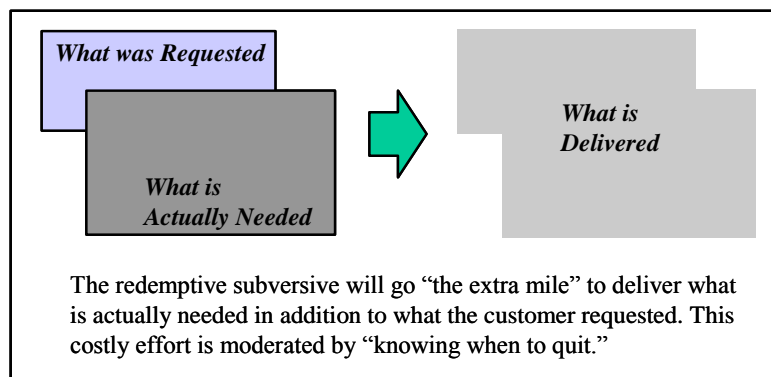 What was Requested
What is
Actually Needed
What is
Delivered
The redemptive subversive will go “the extra mile” to deliver what
is actually needed in addition to what the customer requested. This
costly effort is moderated by “knowing when to quit.”